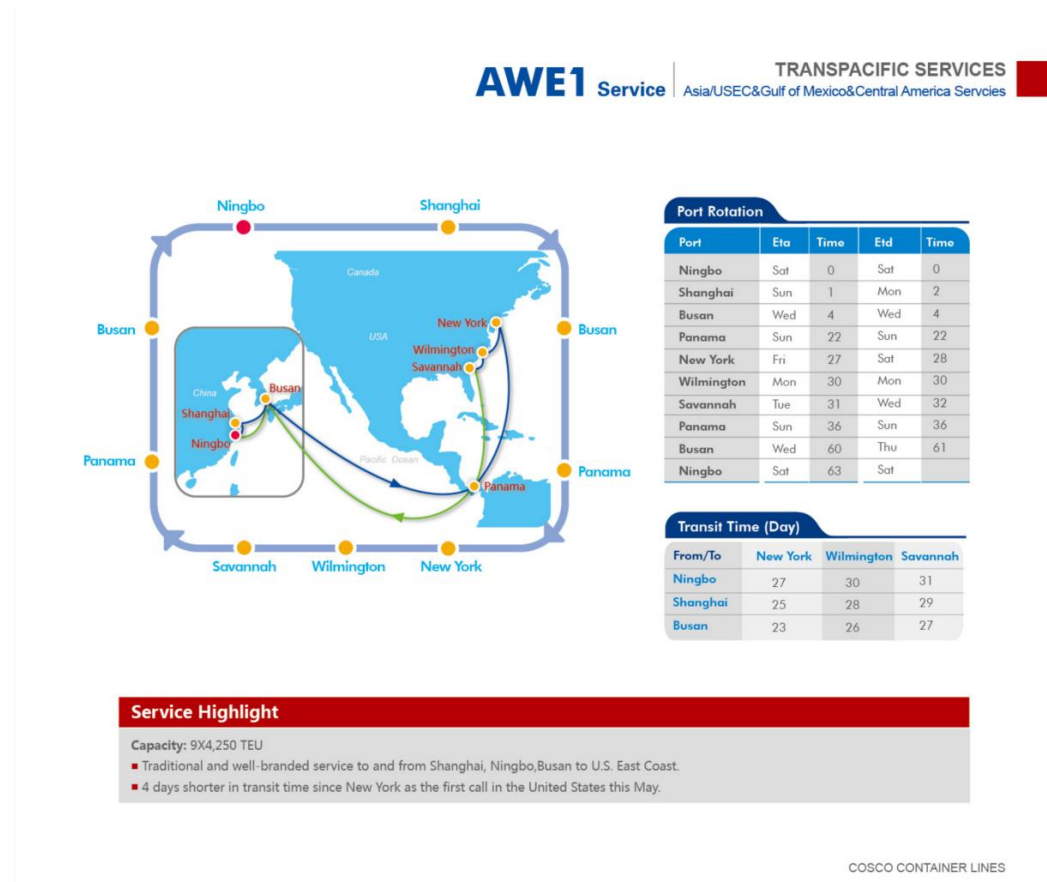 AWE1 Service
TRANSPACIFIC SERVICES
Asia/USEC&Gulf of Mexico&Central America Servcies
Ningbo
Shanghai
Busan
Busan
Panama
Panama
Savannah
Wilmington
New York
Canada
USA
New York
Wilmington
Savannah
China
Busan
Shanghai
Ningbo
Pacific Ocean
Panama
Port Rotation
Port Eta Time Etd Time
Ningbo Sat 0 Sat 0
Shanghai Sun 1 Mon 2
Busan Wed 4 Wed 4
Panama Sun 22 Sun 22
New York Fri 27 Sat 28
Wilmington Mon 30 Mon 30
Savannah Tue 31 Wed 32
Panama Sun 36 Sun 36
Busan Wed 60 Thu 61
Ningbo Sat 63 Sat
Transit Time (Day)
From/To New York Wilmington Savannah
Ningbo 27 30 31
Shanghai 25 28 29
Busan 23 26 27
Service Highlight
Capacity: 9X4,250 TEU
Traditional and well-branded service to and from Shanghai, Ningbo,Busan to U.S. East Coast.
4 days shorter in transit time since New York as the first call in the United States this May.
COSCO CONTAINER LINES